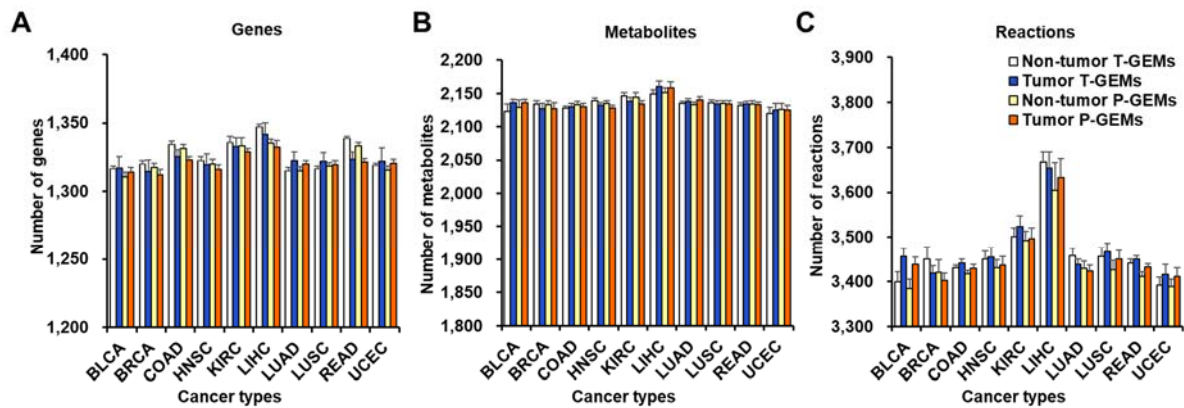 A
Genes
1,400
1,350
1,300
1,250
1,200
Number of genes
BLCA
BRCA
COAD
HNSC
KIRC
LIHC
LUAD
LUSC
READ
UCEC
Cancer types
B
Metabolites
2,200
2,150
2,100
2,050
2,000
1,950
1,900
1,850
1,800
Number of metabolites
BLCA
BRCA
COAD
HNSC
KIRC
LIHC
LUAD
LUSC
READ
UCEC
Cancer types
C
Reactions
3,900
3,800
3,700
3,600
3,500
3,400
3,300
Number of reactions
Non-tumor T-GEMs
Tumor T-GEMs
Non-tumor P-GEMs
Tumor P-GEMs
BLCA
BRCA
COAD
HNSC
KIRC
LIHC
LUAD
LUSC
READ
UCEC
Cancer types